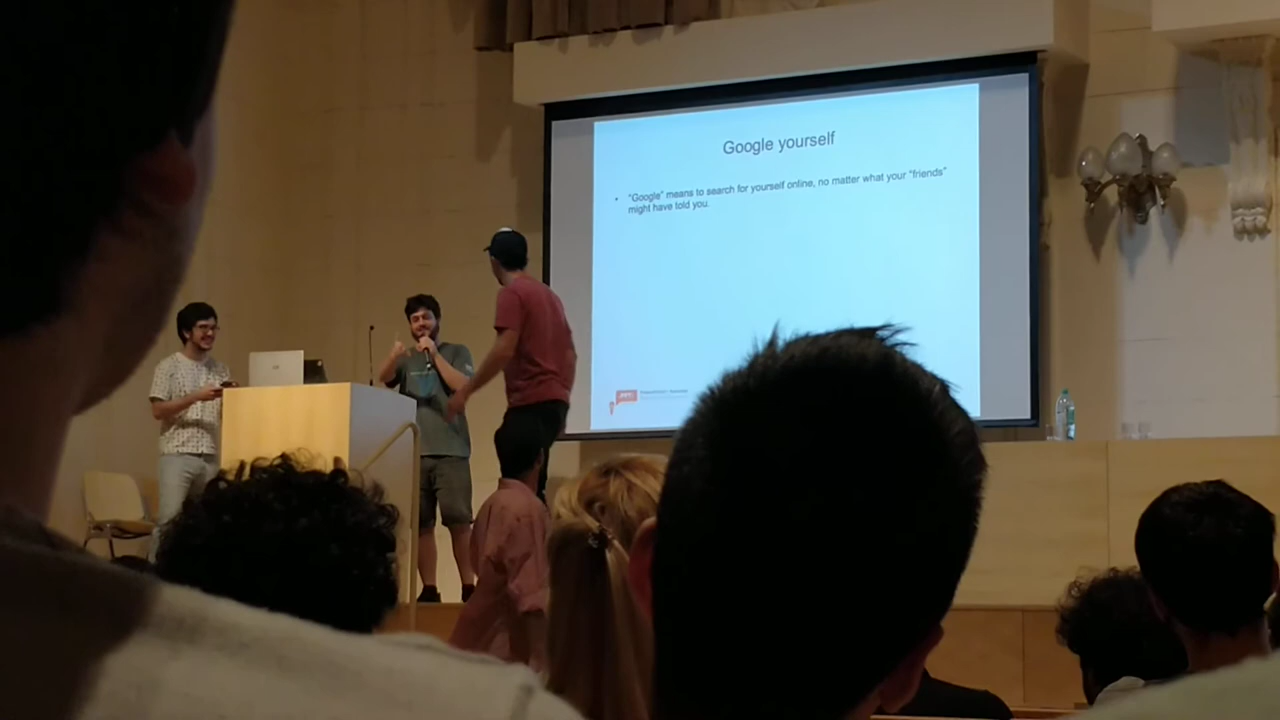 Google yourself
• "Google" means to search for yourself online, no matter what your "friends"
might have told you.